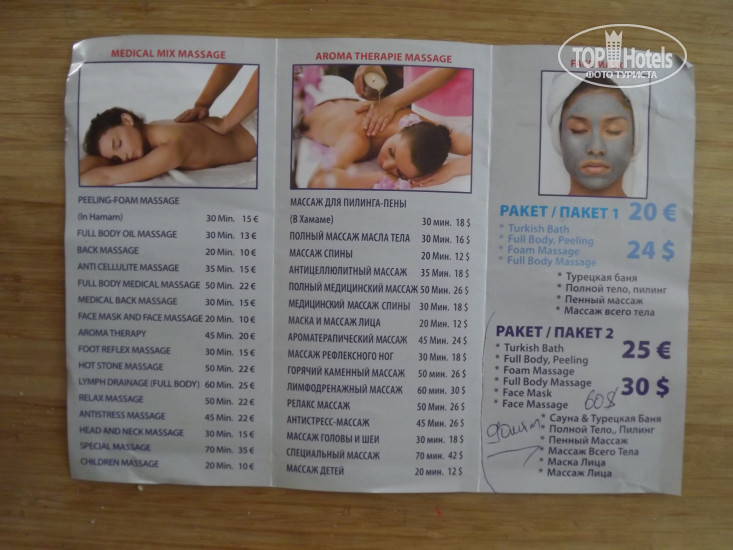 MEDICAL MIX MASSAGE
PEELING-FOAM MASSAGE
(In Hamam) 30 Min. 15 €
FULL BODY OIL MASSAGE 30 Min. 13 €
BACK MASSAGE 20 Min. 10 €
ANTI CELLULITE MASSAGE 35 Min. 15 €
FULL BODY MEDICAL MASSAGE 50 Min. 22 €
MEDICAL BACK MASSAGE 30 Min. 15 €
FACE MASK AND FACE MASSAGE 20 Min. 10 €
AROMA THERAPY 45 Min. 20 €
FOOT REFLEX MASSAGE 30 Min. 15 €
HOT STONE MASSAGE 50 Min. 22 €
LYMPH DRAINAGE (FULL BODY) 60 Min. 25 €
RELAX MASSAGE 50 Min. 22 €
ANTISTRESS MASSAGE 45 Min. 22 €
HEAD AND NECK MASSAGE 30 Min. 15 €
SPECIAL MASSAGE 70 Min. 35 €
CHILDREN MASSAGE 20 Min. 10 €
AROMA THERAPIE MASSAGE
МАССАЖ ДЛЯ ПИЛИНГА-ПЕНЫ
(В Хамаме) 30 мин. 18 $
ПОЛНЫЙ МАССАЖ МАСЛА ТЕЛА 30 Мин. 16 $
МАССАЖ СПИНЫ 20 Мин. 12 $
АНТИЦЕЛЛЮПИТНЫЙ МАССАЖ 35 Мин. 18 $
ПОЛНЫЙ МЕДИЦИНСКИЙ МАССАЖ 50 Мин. 26 $
МЕДИЦИНСКИЙ МАССАЖ СПИНЫ 30 Мин. 18 $
МАСКА И МАССАЖ ЛИЦА 20 Мин. 12 $
АРОМАТЕРАПИЧЕСКИЙ МАССАЖ 45 Мин. 24 $
МАССАЖ РЕФЛЕКСНОГО НОГ 30 Мин. 18 $
ГОРЯЧИЙ КАМЕННЫЙ МАССАЖ 50 мин. 26 $
ЛИМФОДРЕНАЖНЫЙ МАССАЖ 60 мин. 30 $
РЕЛАКС МАССАЖ 50 Мин. 26 $
АНТИСТРЕСС-МАССАЖ 45 Мин. 26 $
МАССАЖ ГОЛОВЫ И ШЕИ 30 мин. 18 $
СПЕЦИАЛЬНЫЙ МАССАЖ 70 мин. 42 $
МАССАЖ ДЕТЕЙ 20 мин. 12 $
TOP Hotels
ФОТО ТУРИСТА
PAKET / ПАКЕТ 1 20 €
* Turkish Bath
* Full Body, Peeling
* Foam Massage 24 $
* Full Body Massage
* Турецкая баня
* Полной тело, пилинг
* Пенный массаж
* Массаж всего тела
PAKET / ПАКЕТ 2
* Turkish Bath 25 €
* Full Body, Peeling
* Foam Massage
* Full Body Massage 30 $
* Face Mask
* Face Massage 60$
* Сауна & Турецкая Баня
* Полной Тело,, Пилинг
* Пенный Массаж
* Массаж Всего Тела
* Маска Лица
* Массаж Лица